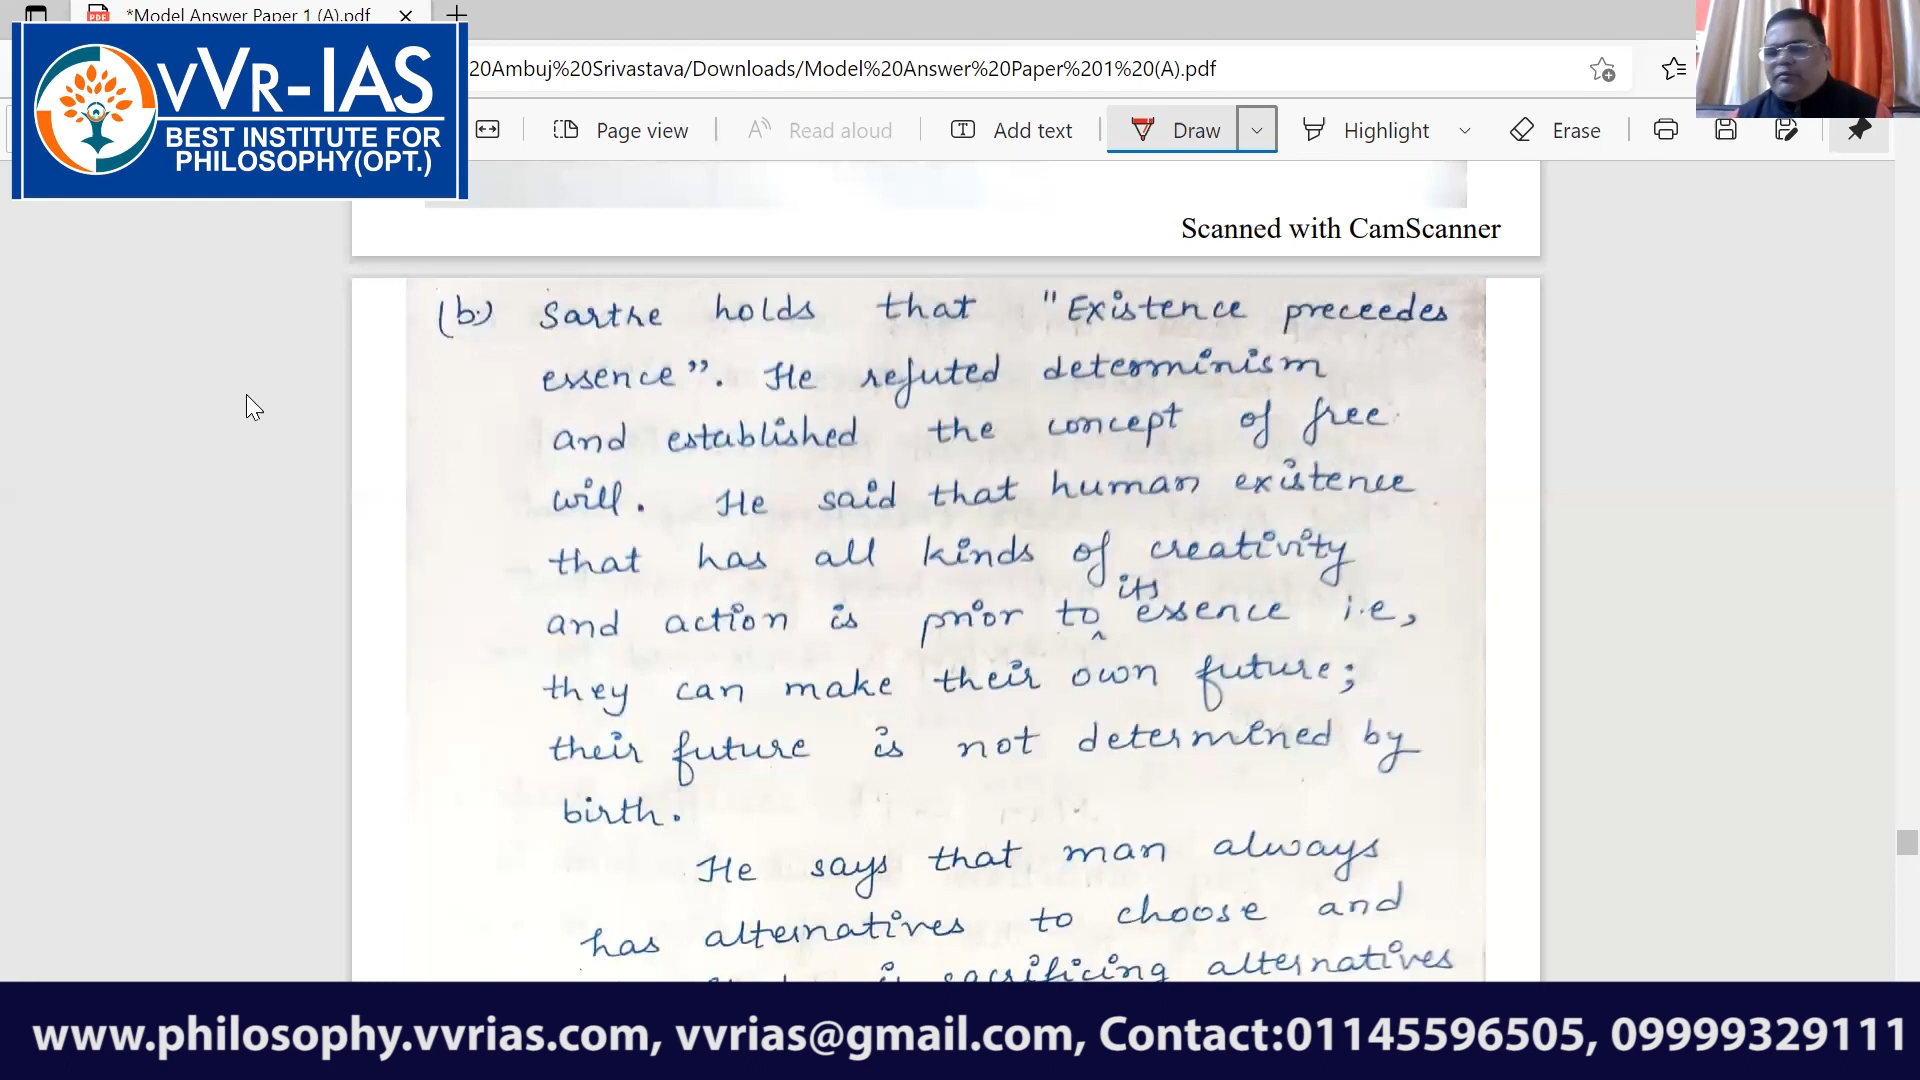 *Model Answer Paper 1 (A).pdf
vVR-IAS
BEST INSTITUTE FOR
PHILOSOPHY(OPT.)
20Ambuj%20Srivastava/Downloads/Model%20Answer%20Paper%201%20(A).pdf
Page view
Read aloud
Add text
Draw
Highlight
Erase
Scanned with CamScanner
(b.) Sartre holds that "Existence preceedes
essence". He refuted determinism
and established the concept of free
will. He said that human existence
that has all kinds of creativity
and action is prior to its essence i.e,
they can make their own future;
their future is not determined by
birth.
He says that man always
has alternatives to choose and
is sacrificing alternatives
www.philosophy.vvrias.com, vvrias@gmail.com, Contact:01145596505, 09999329111